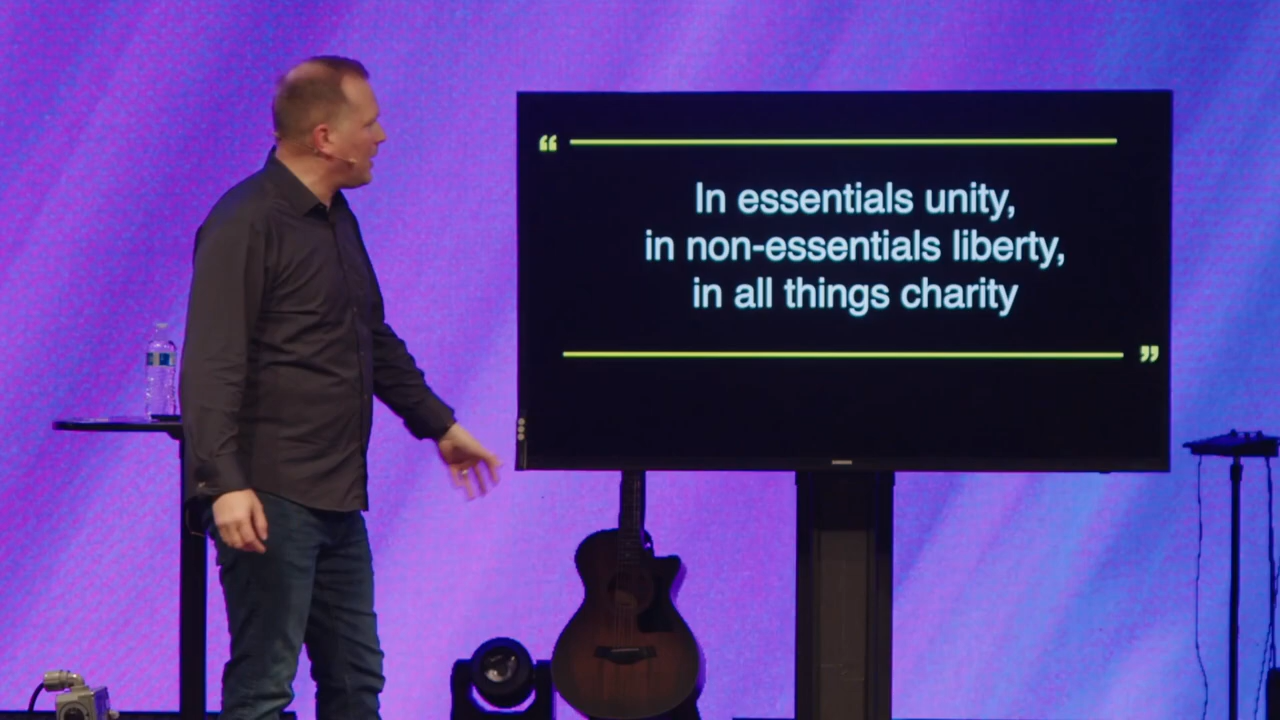 “
In essentials unity,
in non-essentials liberty,
in all things charity
”